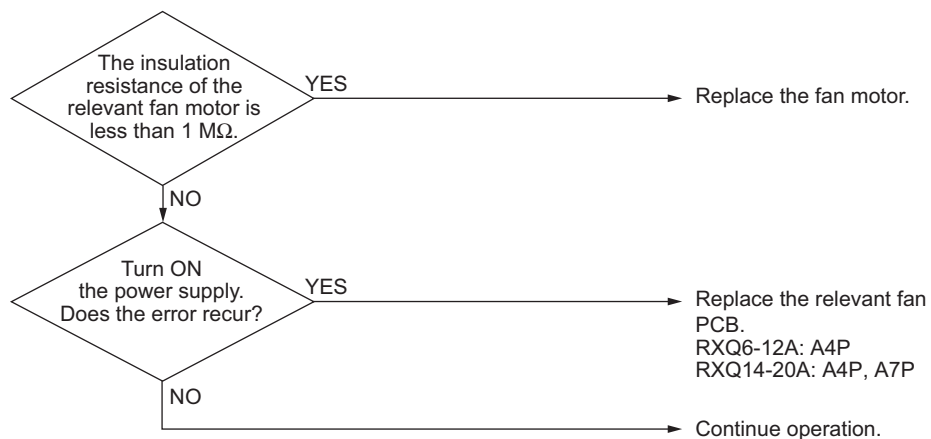 The insulation
resistance of the
relevant fan motor is
less than 1 MΩ.
YES
Replace the fan motor.
NO
Turn ON
the power supply.
Does the error recur?
YES
Replace the relevant fan
PCB.
RXQ6-12A: A4P
RXQ14-20A: A4P, A7P
NO
Continue operation.